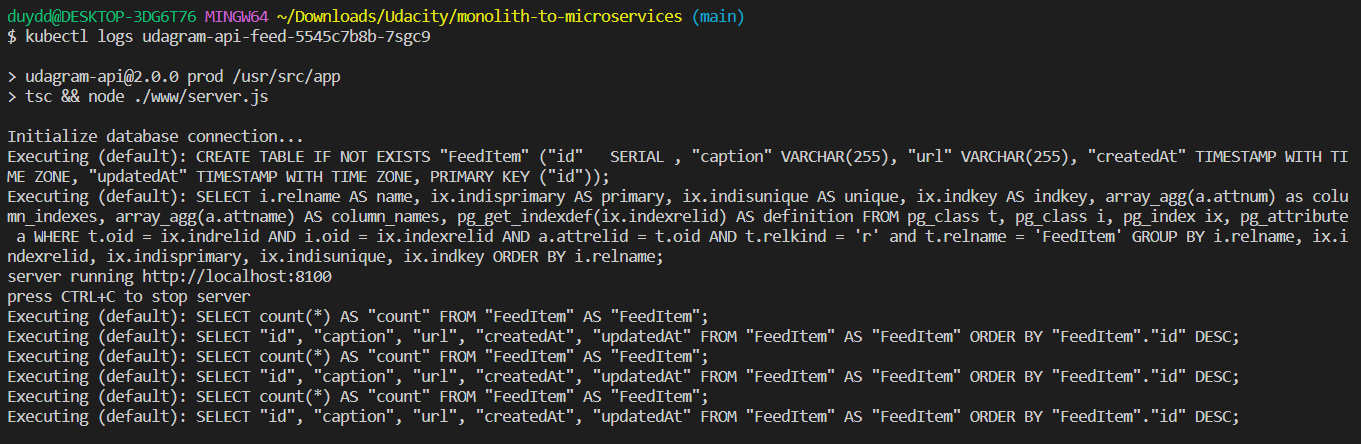 duydd@DESKTOP-3DG6T76 MINGW64 ~/Downloads/Udacity/monolith-to-microservices (main)
$ kubectl logs udagram-api-feed-5545c7b8b-7sgc9
> udagram-api@2.0.0 prod /usr/src/app
> tsc && node ./www/server.js
Initialize database connection...
Executing (default): CREATE TABLE IF NOT EXISTS "FeedItem" ("id"   SERIAL , "caption" VARCHAR(255), "url" VARCHAR(255), "createdAt" TIMESTAMP WITH TI
ME ZONE, "updatedAt" TIMESTAMP WITH TIME ZONE, PRIMARY KEY ("id"));
Executing (default): SELECT i.relname AS name, ix.indisprimary AS primary, ix.indisunique AS unique, ix.indkey AS indkey, array_agg(a.attnum) as colu
mn_indexes, array_agg(a.attname) AS column_names, pg_get_indexdef(ix.indexrelid) AS definition FROM pg_class t, pg_class i, pg_index ix, pg_attribute
 a WHERE t.oid = ix.indrelid AND i.oid = ix.indexrelid AND a.attrelid = t.oid AND t.relkind = 'r' and t.relname = 'FeedItem' GROUP BY i.relname, ix.i
ndexrelid, ix.indisprimary, ix.indisunique, ix.indkey ORDER BY i.relname;
server running http://localhost:8100
press CTRL+C to stop server
Executing (default): SELECT count(*) AS "count" FROM "FeedItem" AS "FeedItem";
Executing (default): SELECT "id", "caption", "url", "createdAt", "updatedAt" FROM "FeedItem" AS "FeedItem" ORDER BY "FeedItem"."id" DESC;
Executing (default): SELECT count(*) AS "count" FROM "FeedItem" AS "FeedItem";
Executing (default): SELECT "id", "caption", "url", "createdAt", "updatedAt" FROM "FeedItem" AS "FeedItem" ORDER BY "FeedItem"."id" DESC;
Executing (default): SELECT count(*) AS "count" FROM "FeedItem" AS "FeedItem";
Executing (default): SELECT "id", "caption", "url", "createdAt", "updatedAt" FROM "FeedItem" AS "FeedItem" ORDER BY "FeedItem"."id" DESC;